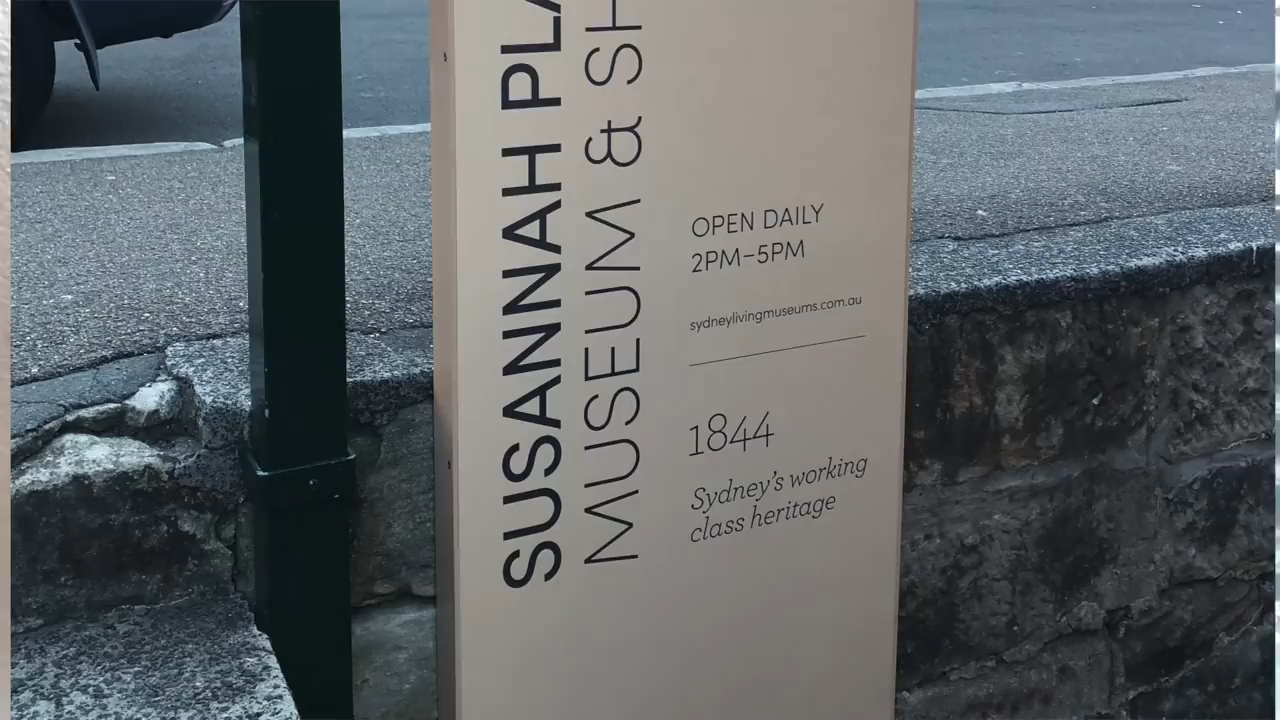 SUSANNAH PLA
MUSEUM & SH
OPEN DAILY
2PM–5PM
sydneylivingmuseums.com.au
1844
Sydney's working
class heritage